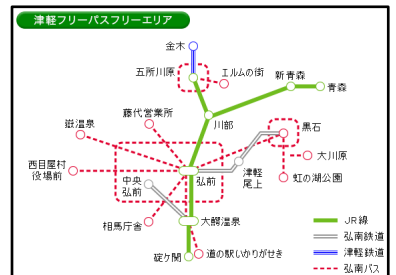 津軽フリーパスフリーエリア
金木
五所川原
エルムの街
新青森
青森
藤代営業所
川部
嶽温泉
黒石
大川原
西目屋村
役場前
中央
弘前
弘前
津軽
尾上
虹の湖公園
相馬庁舎
大鰐温泉
碇ケ関
道の駅いかりがせき
JR線
弘南鉄道
津軽鉄道
弘南バス